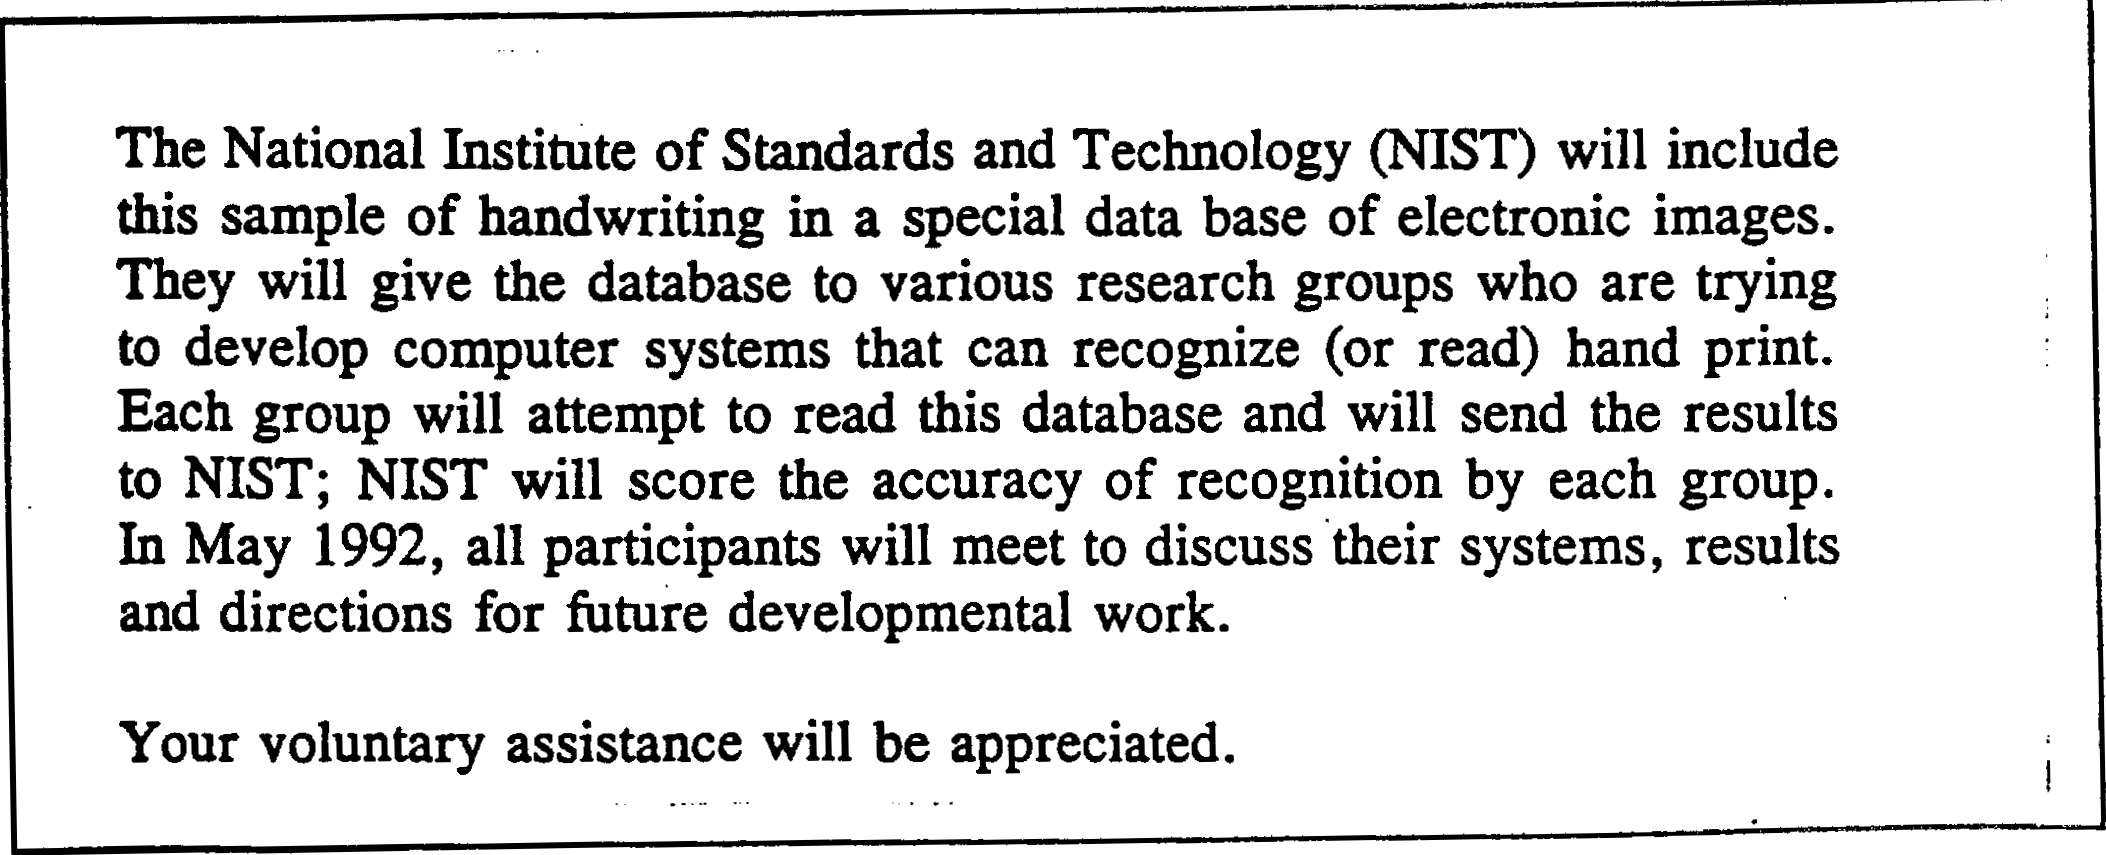 The National Institute of Standards and Technology (NIST) will include
this sample of handwriting in a special data base of electronic images.
They will give the database to various research groups who are trying
to develop computer systems that can recognize (or read) hand print.
Each group will attempt to read this database and will send the results
to NIST; NIST will score the accuracy of recognition by each group.
In May 1992, all participants will meet to discuss their systems, results
and directions for future developmental work.
Your voluntary assistance will be appreciated.